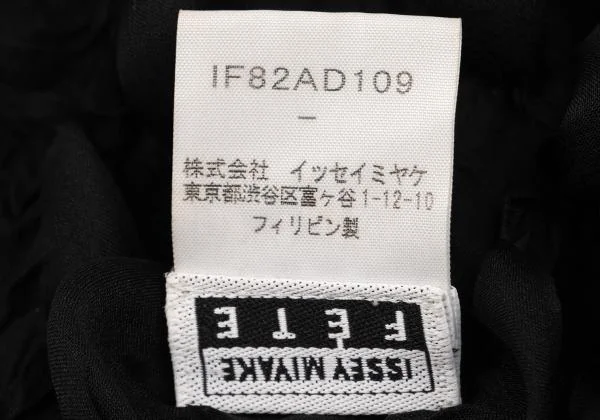 IF82AD109
–
株式会社 イッセイミヤケ
東京都渋谷区富ヶ谷1-12-10
フィリピン製
ISSEY MIYAKE
FÊTE